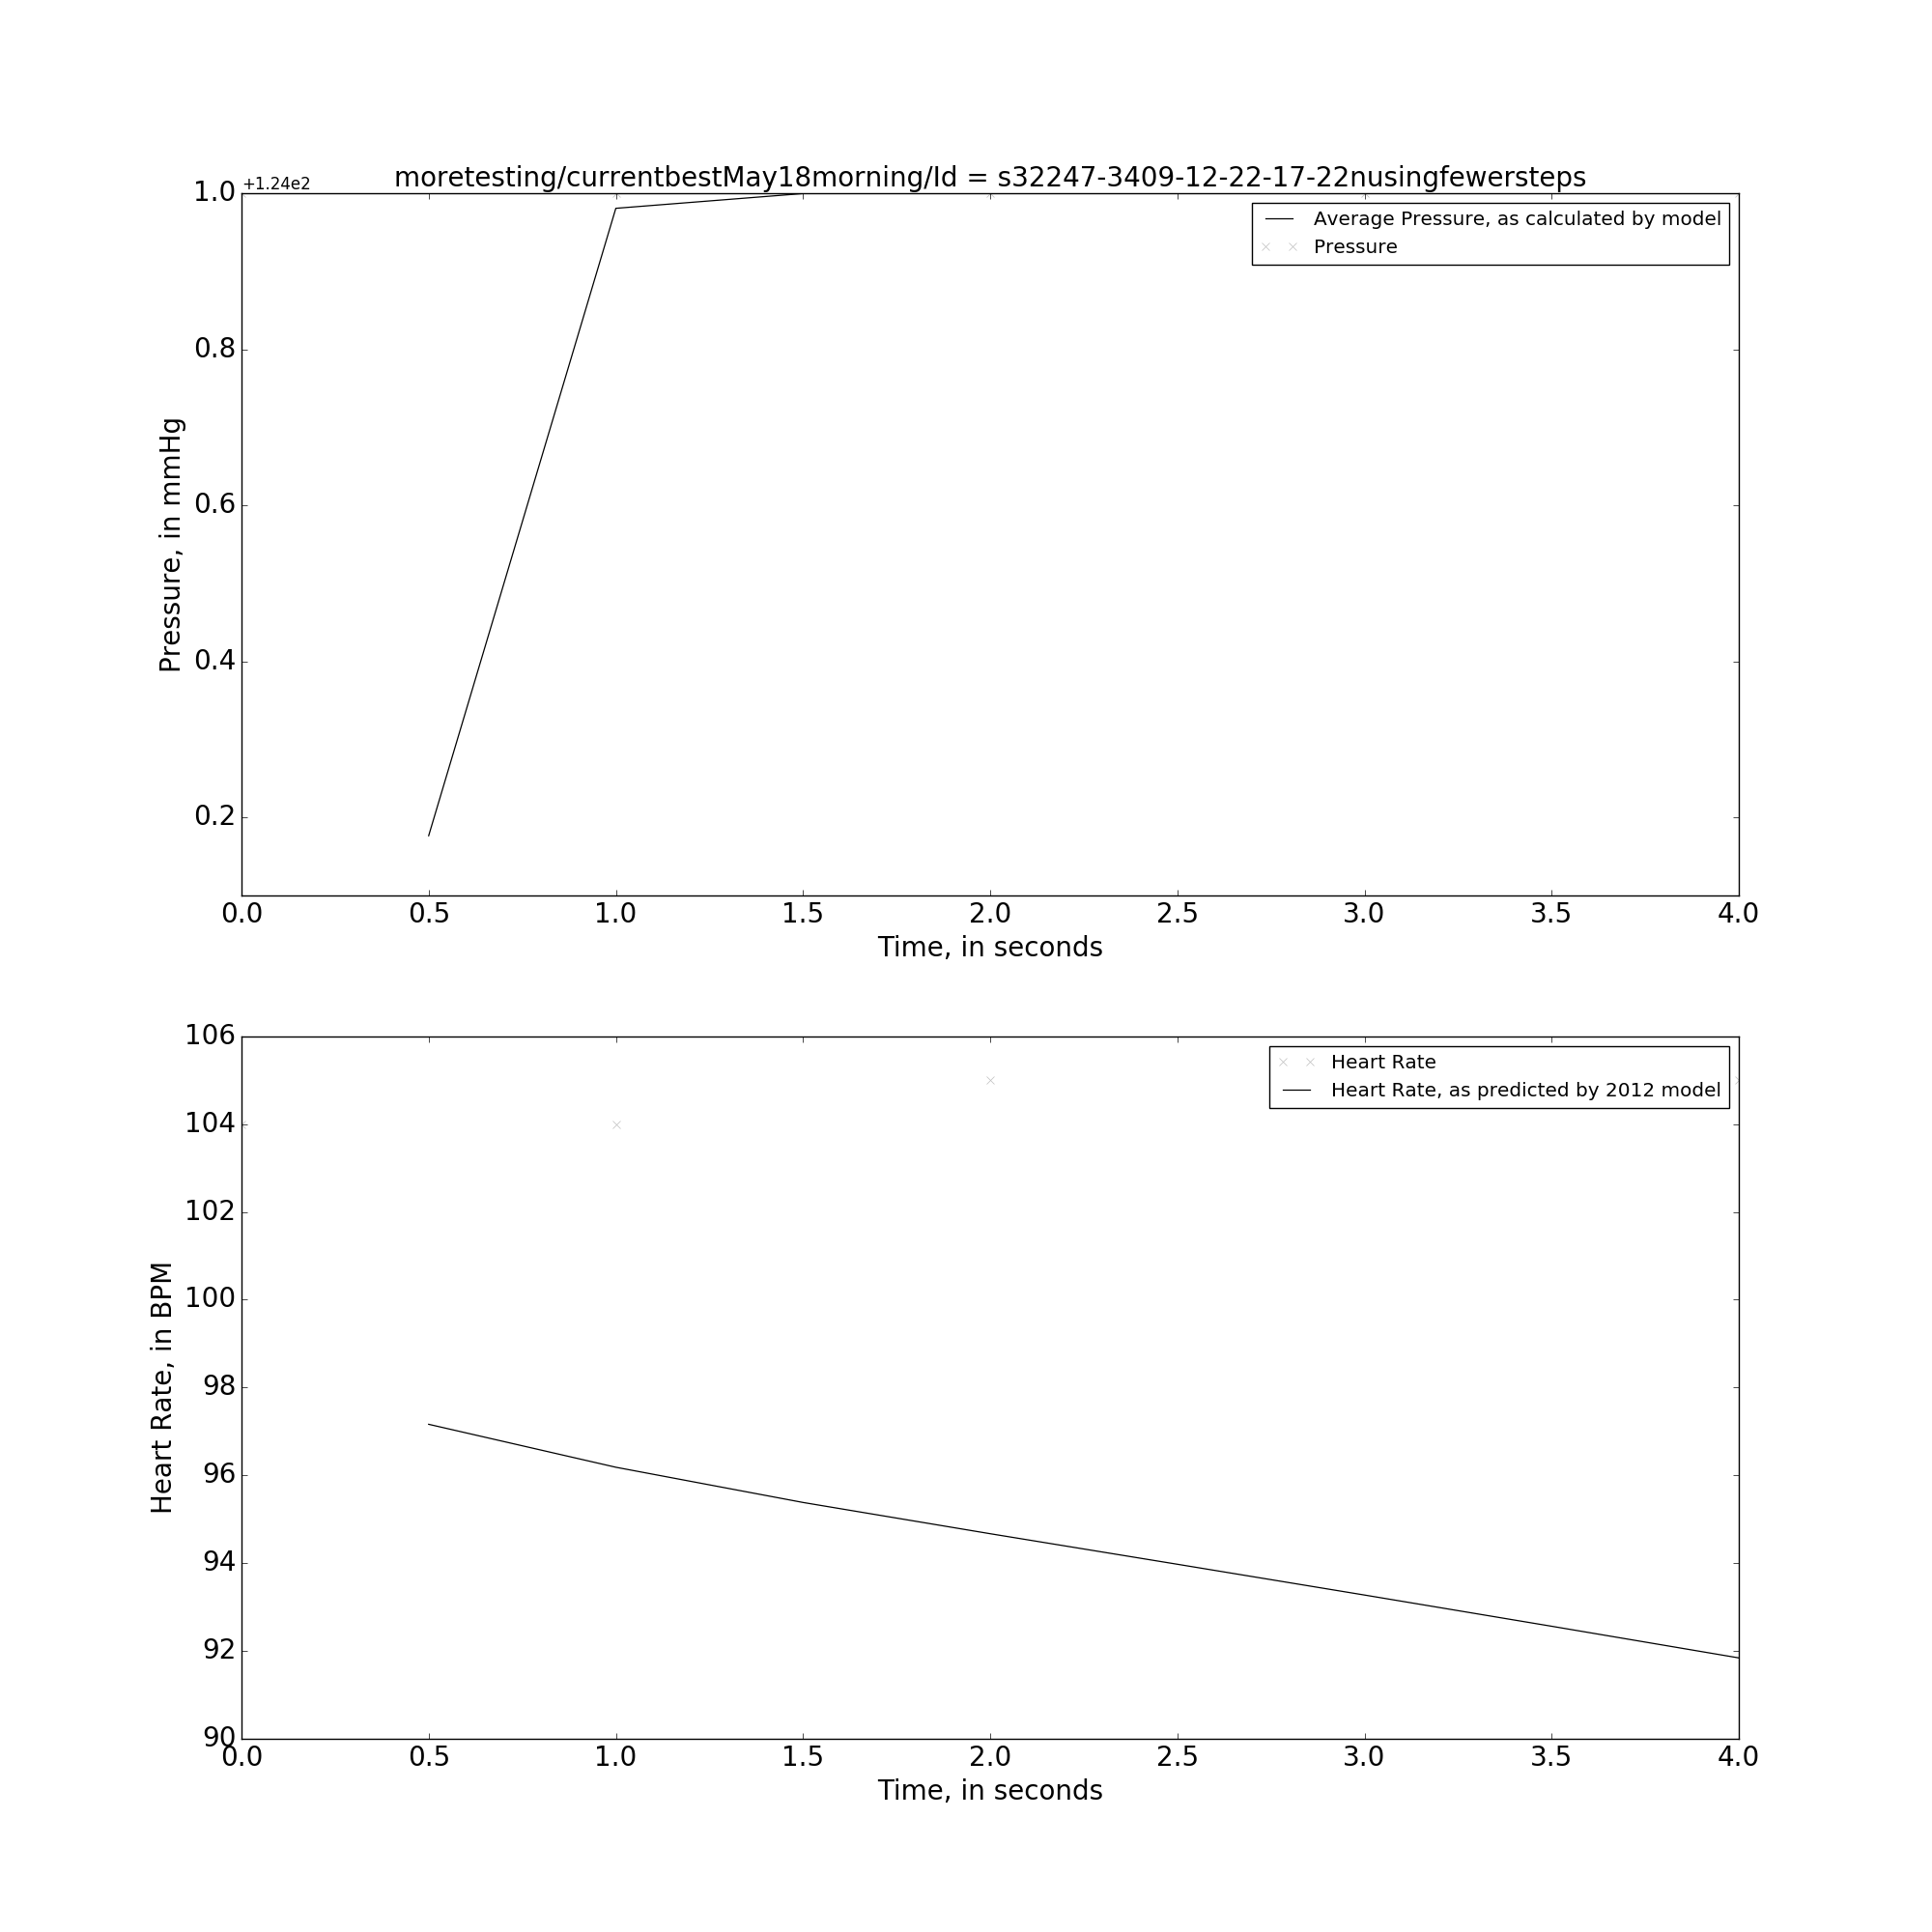 moretesting/currentbestMay18morning/Id = s32247-3409-12-22-17-22nusingfewersteps
+1.24e2
1.0
0.8
0.6
0.4
0.2
Pressure, in mmHg
Average Pressure, as calculated by model
Pressure
0.0 0.5 1.0 1.5 2.0 2.5 3.0 3.5 4.0
Time, in seconds
106
104
102
100
98
96
94
92
90
Heart Rate, in BPM
Heart Rate
Heart Rate, as predicted by 2012 model
0.0 0.5 1.0 1.5 2.0 2.5 3.0 3.5 4.0
Time, in seconds